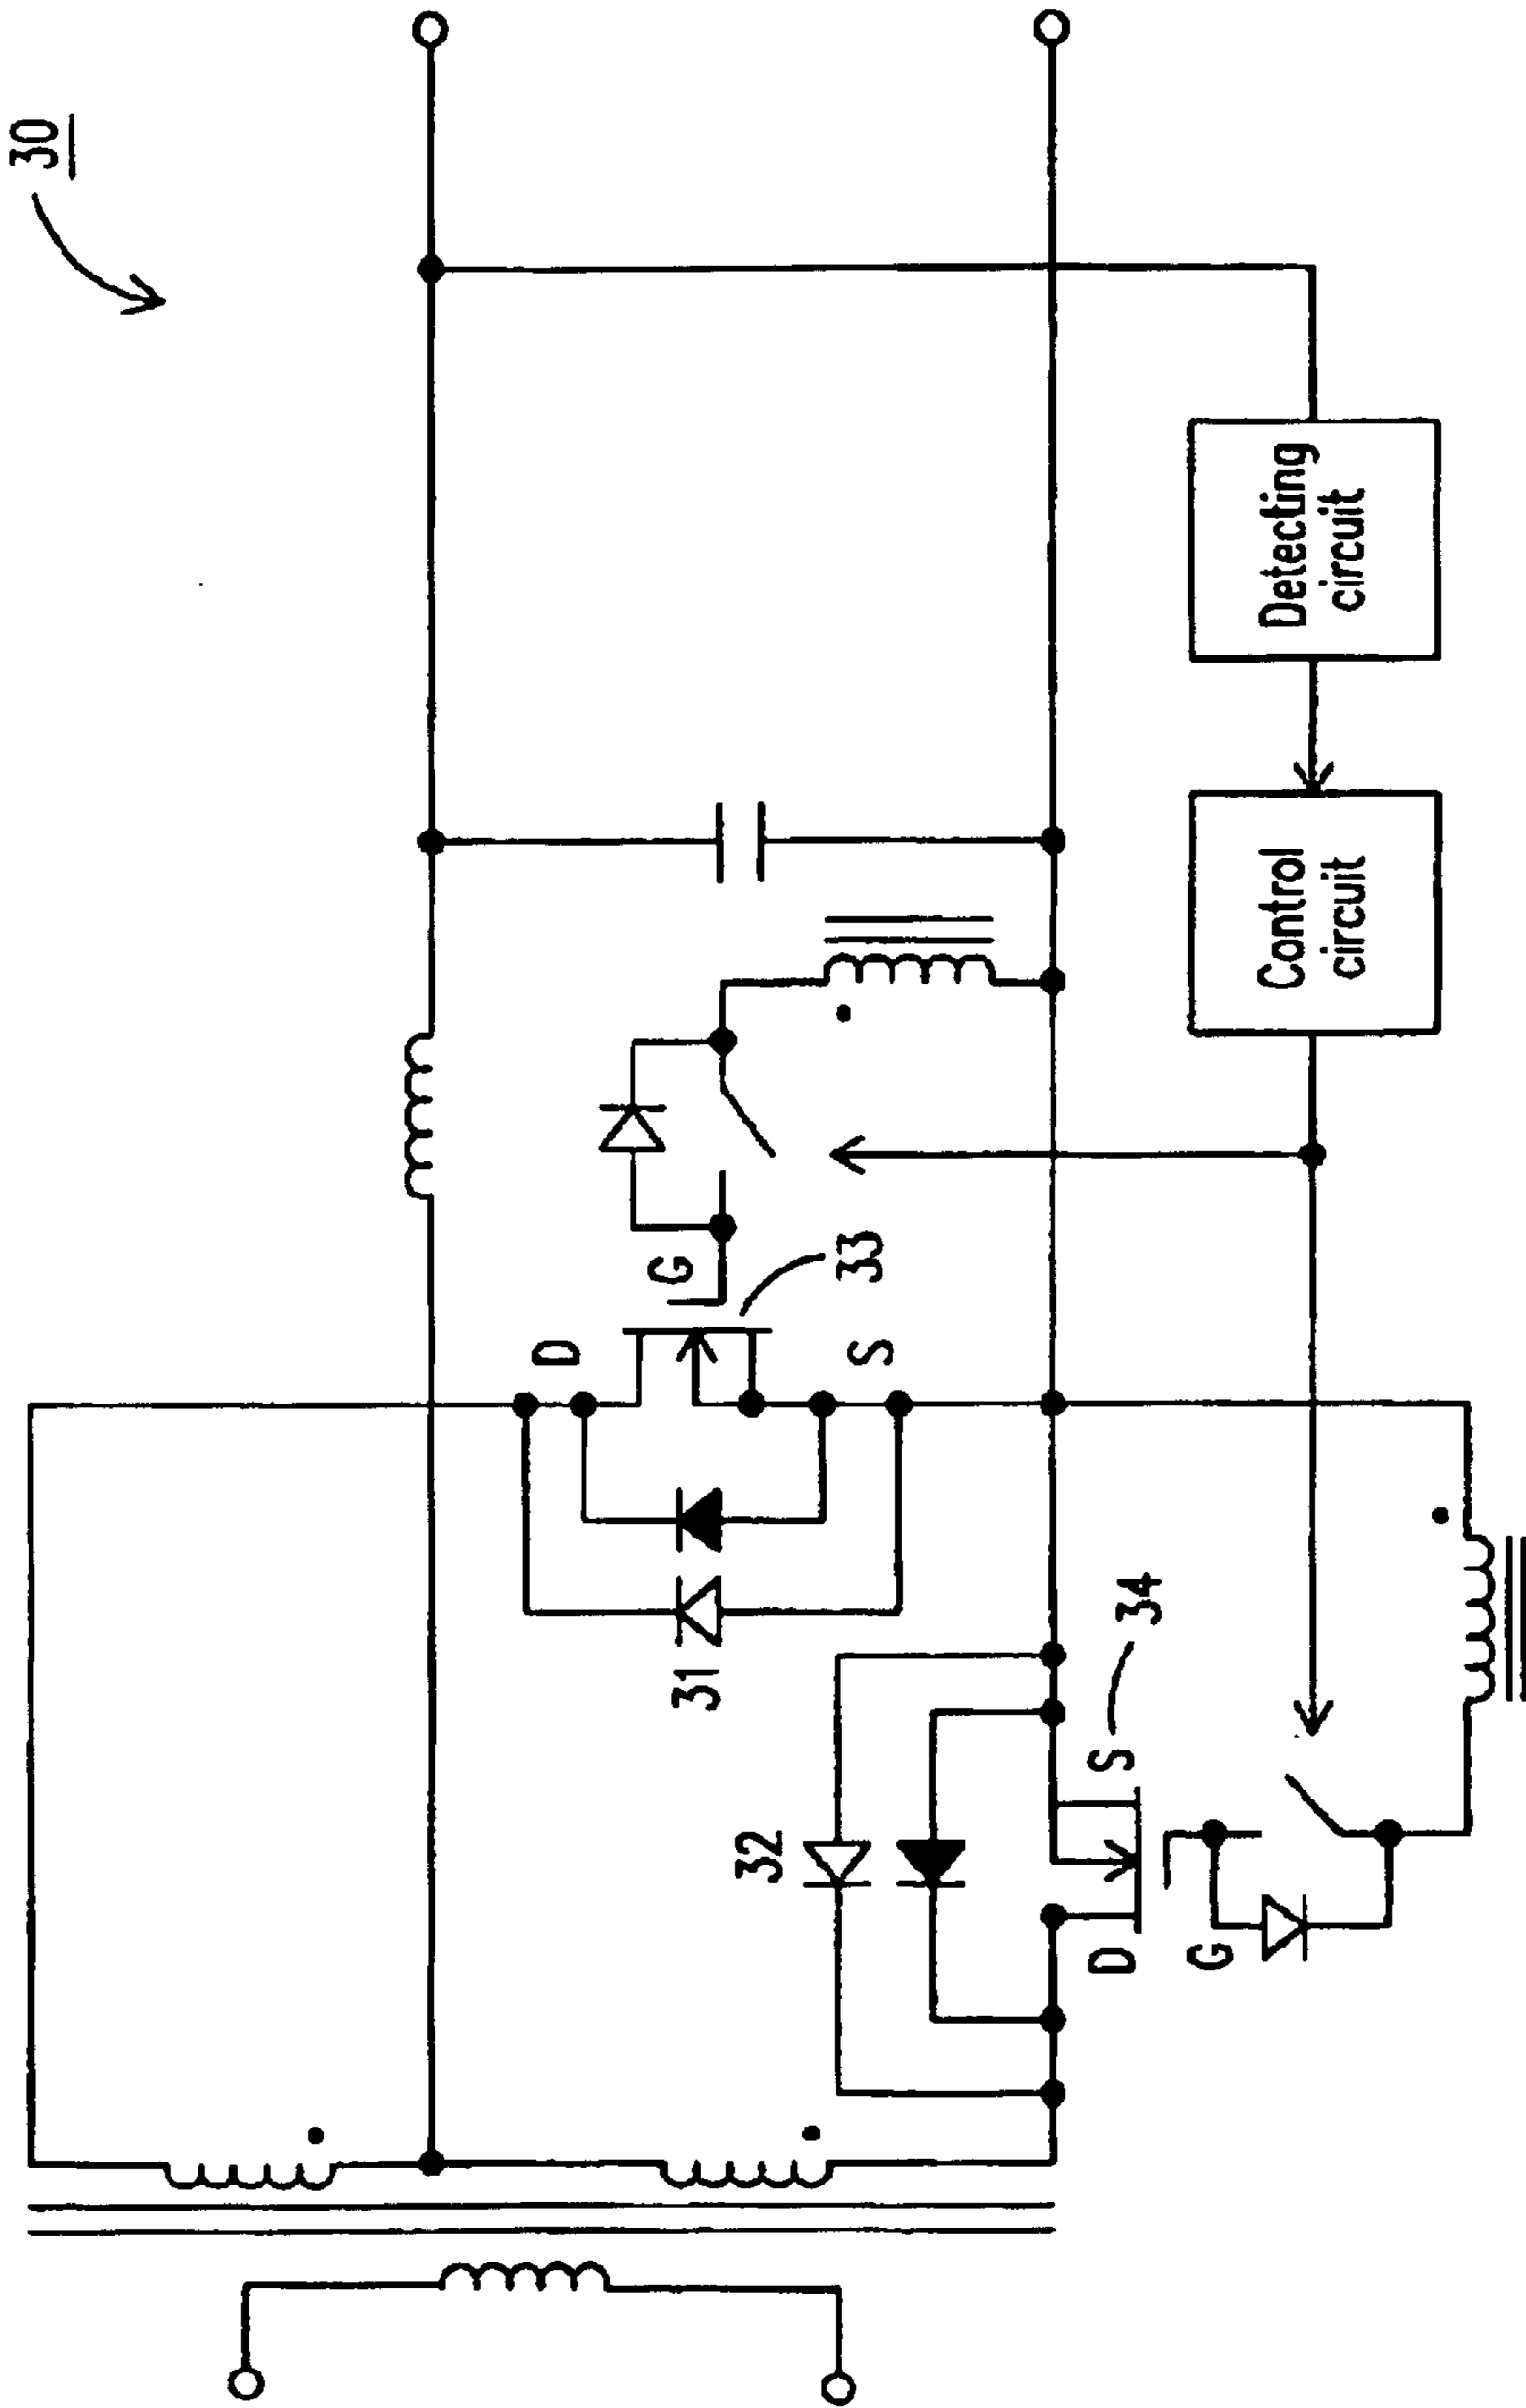 30
D
G
31
32
33
S
D
S
34
G
Control
circuit
Detecting
circuit